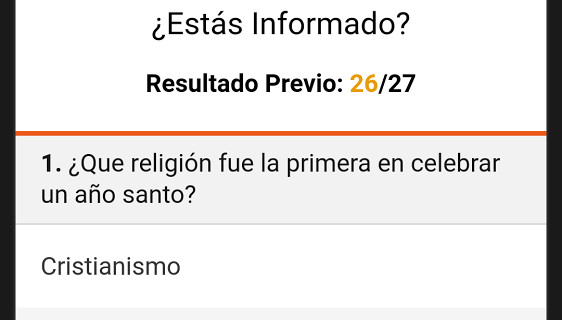 ¿Estás Informado?
Resultado Previo: 26/27
1. ¿Que religión fue la primera en celebrar
un año santo?
Cristianismo